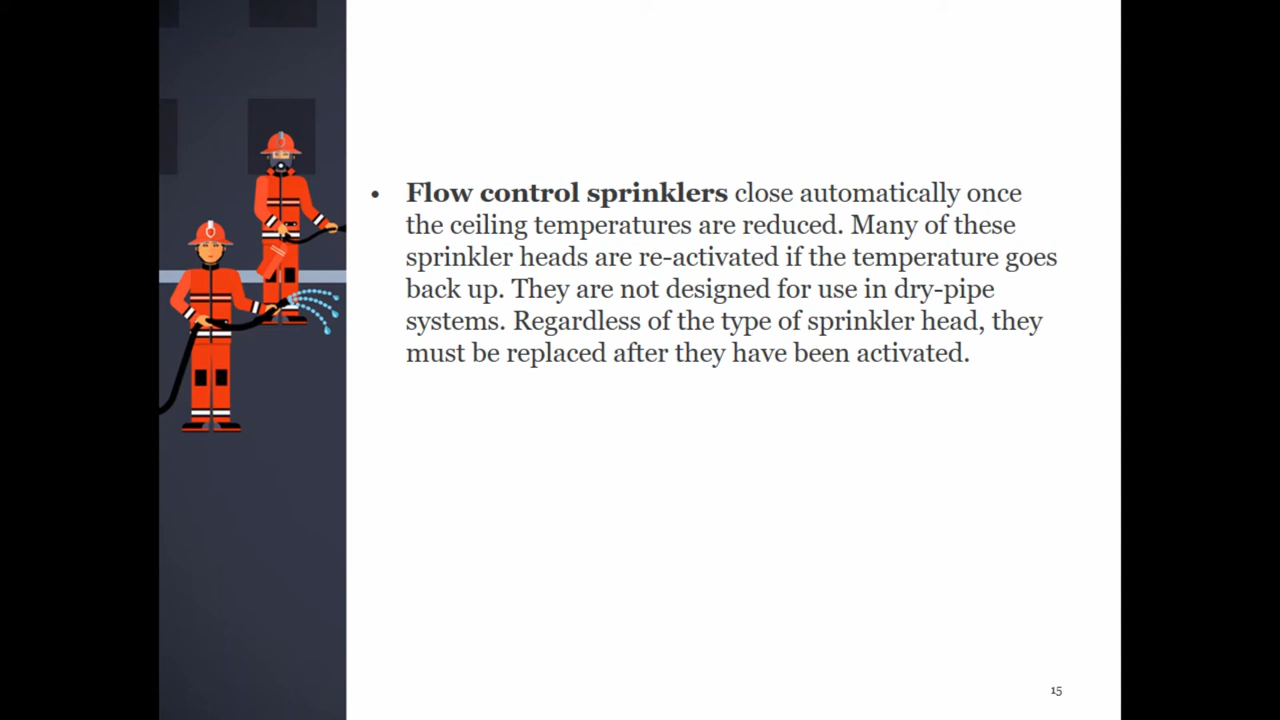 • Flow control sprinklers close automatically once
the ceiling temperatures are reduced. Many of these
sprinkler heads are re-activated if the temperature goes
back up. They are not designed for use in dry-pipe
systems. Regardless of the type of sprinkler head, they
must be replaced after they have been activated.
15